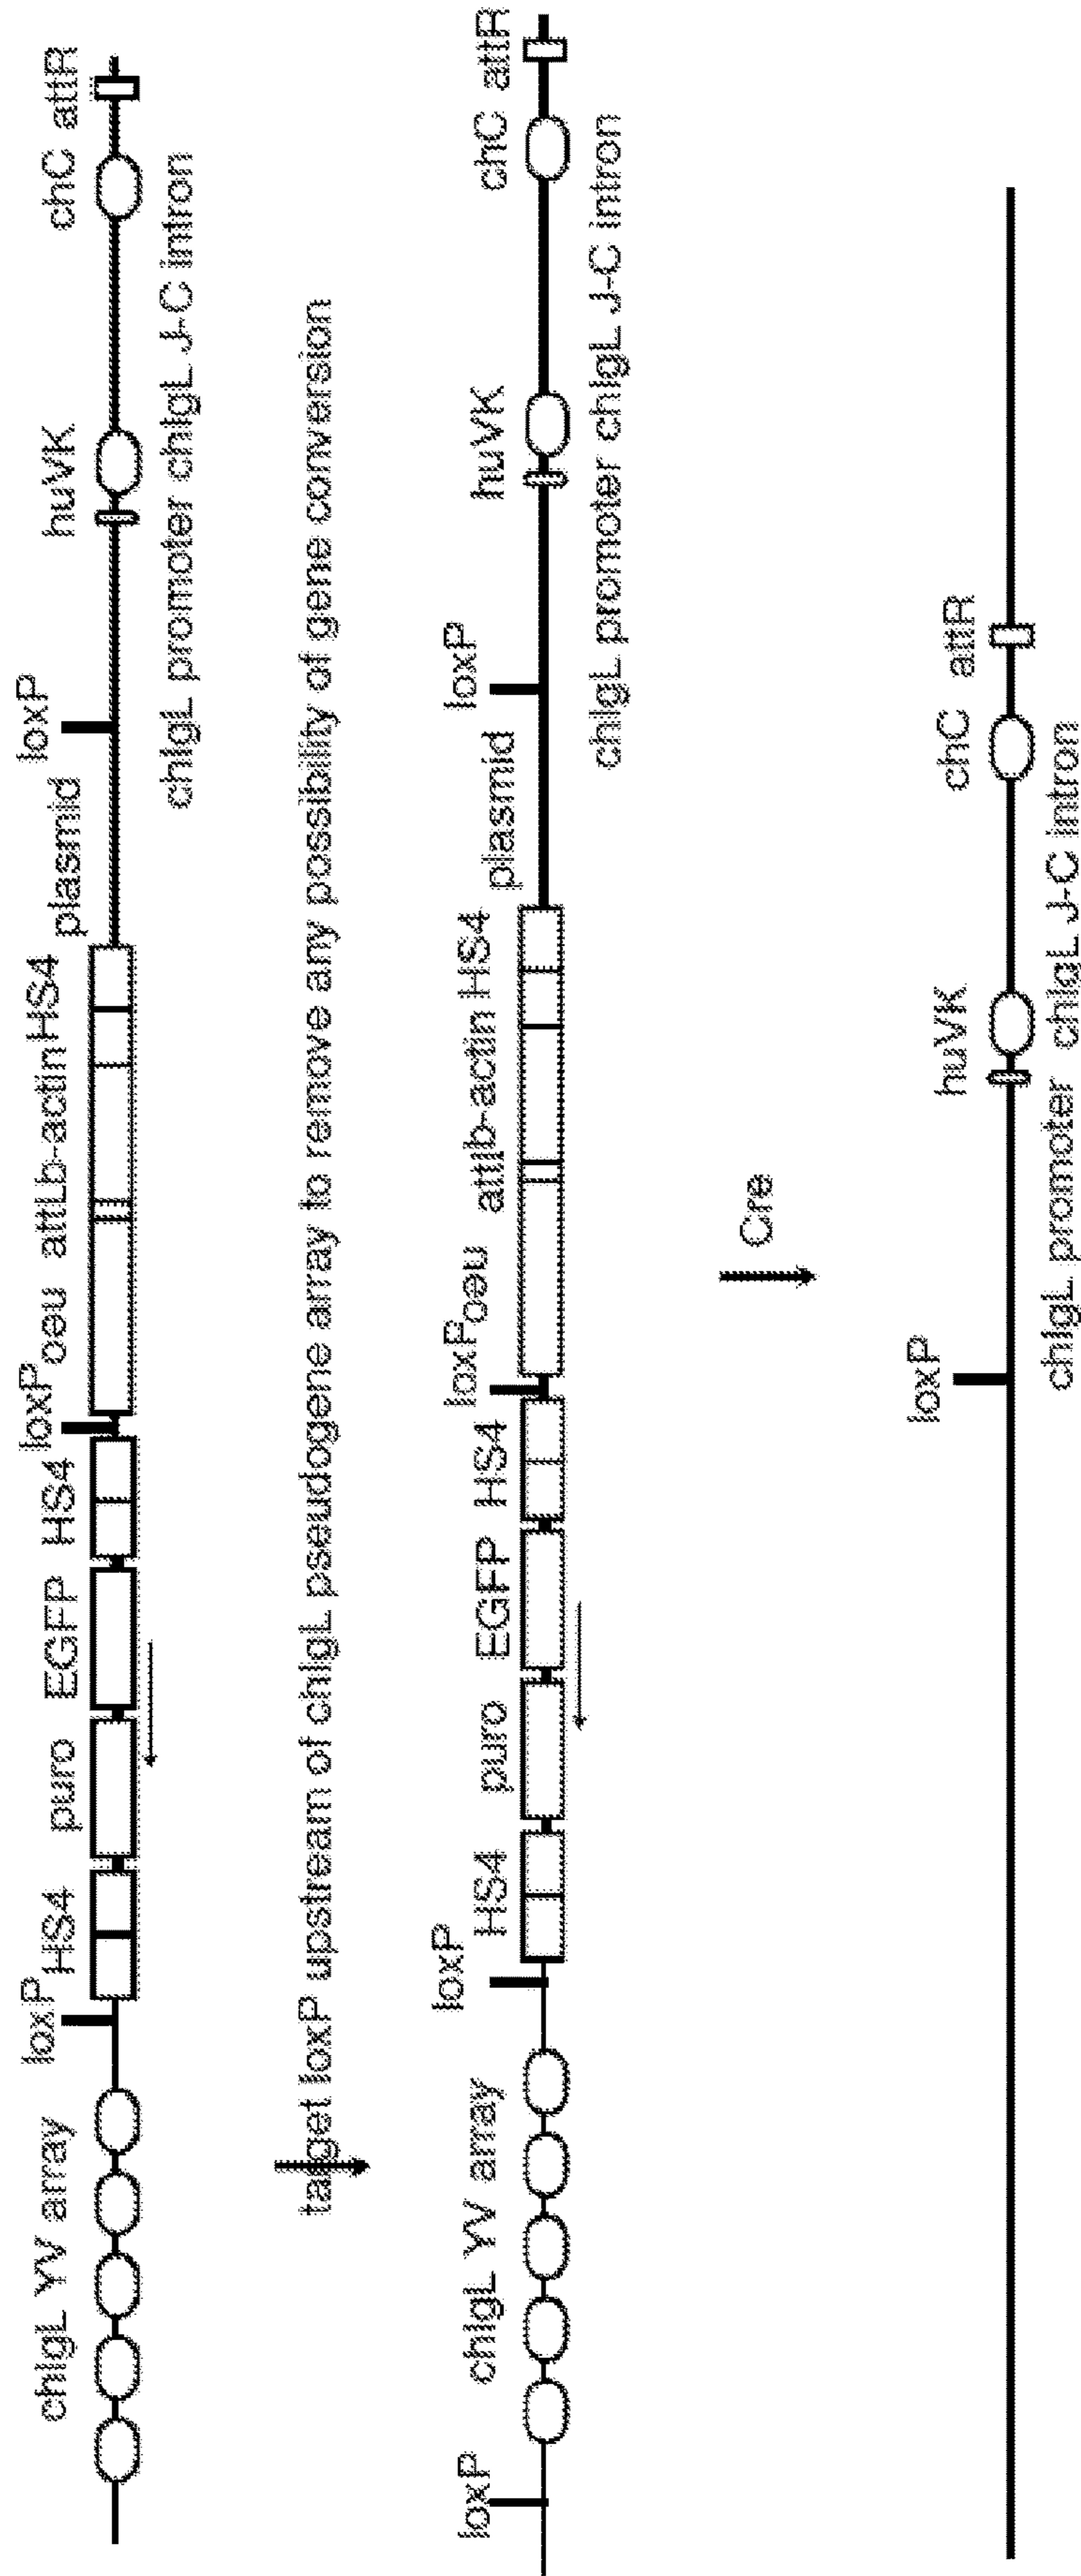 chIgL YV array loxP HS4 puro EGFP HS4 loxP oeu attLb-actin HS4 plasmid loxP huVK chC attR
chIgL promoter chIgL J-C intron
target loxP upstream of chIgL pseudogene array to remove any possibility of gene conversion
loxP chIgL YV array loxP HS4 puro EGFP HS4 loxP oeu attlb-actin HS4 plasmid loxP huVK chC attR
chIgL promoter chIgL J-C intron
Cre
loxP huVK chC attR
chIgL promoter chIgL J-C intron